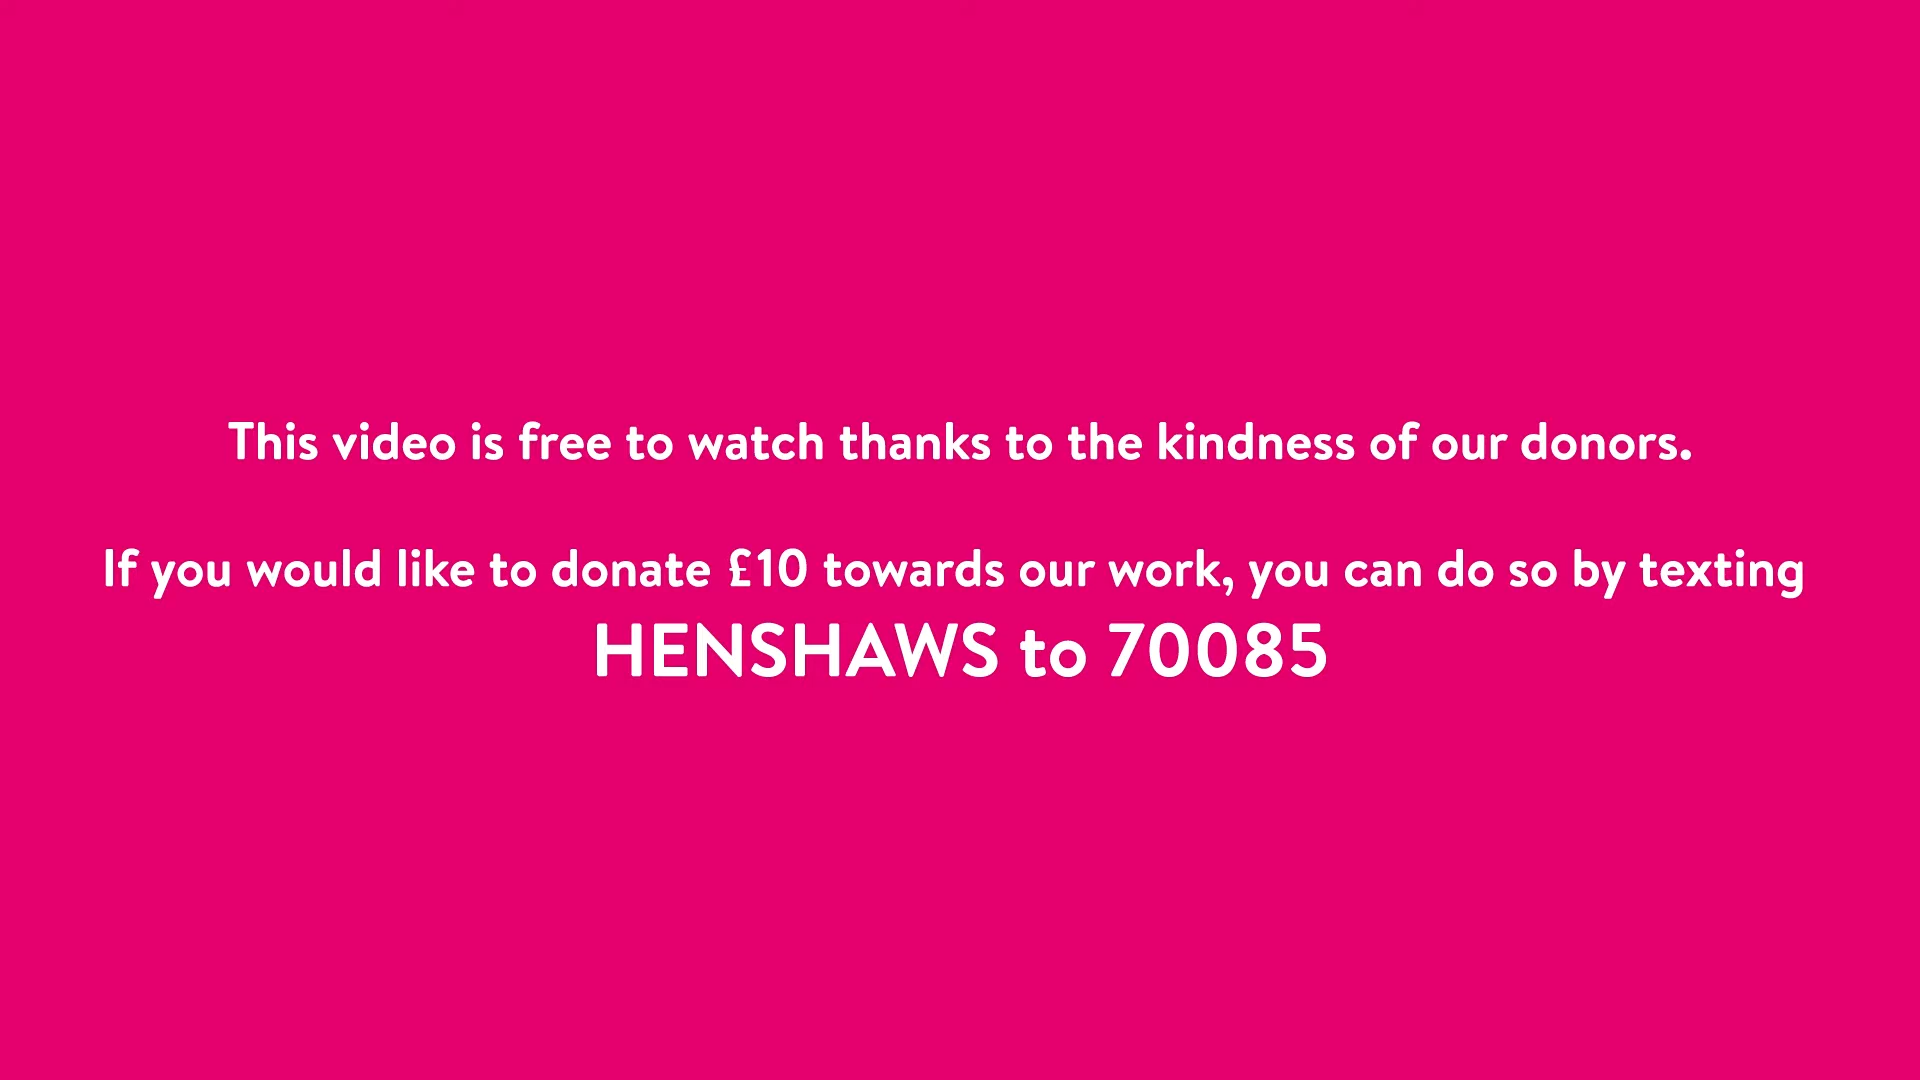 This video is free to watch thanks to the kindness of our donors.
If you would like to donate £10 towards our work, you can do so by texting
HENSHAWS to 70085